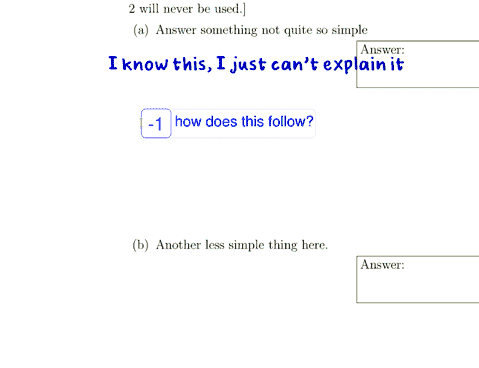 2 will never be used.]
(a) Answer something not quite so simple
Answer:
I know this, I just can't explain it
-1 how does this follow?
(b) Another less simple thing here.
Answer: